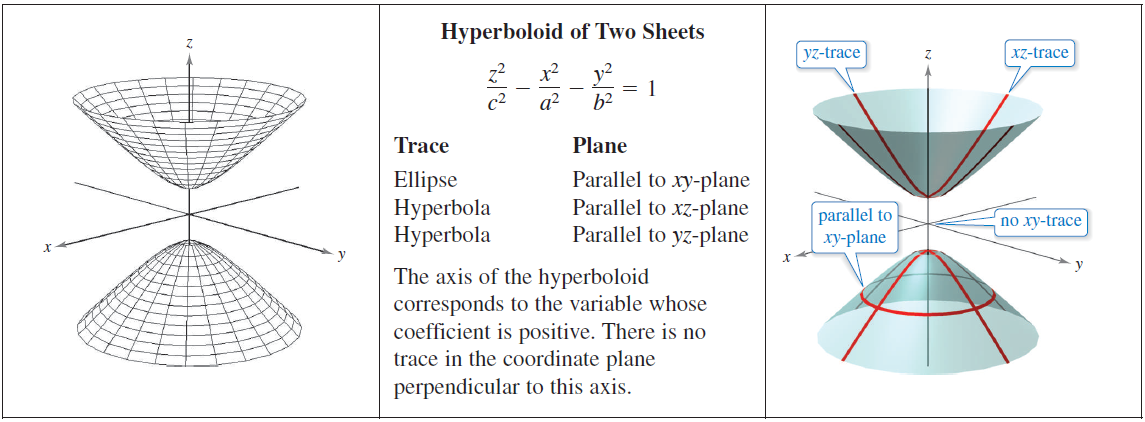 z
x
y
Hyperboloid of Two Sheets
z²/c² − x²/a² − y²/b² = 1
Trace Plane
Ellipse Parallel to xy-plane
Hyperbola Parallel to xz-plane
Hyperbola Parallel to yz-plane
The axis of the hyperboloid
corresponds to the variable whose
coefficient is positive. There is no
trace in the coordinate plane
perpendicular to this axis.
yz-trace
z
xz-trace
parallel to
xy-plane
no xy-trace
x
y